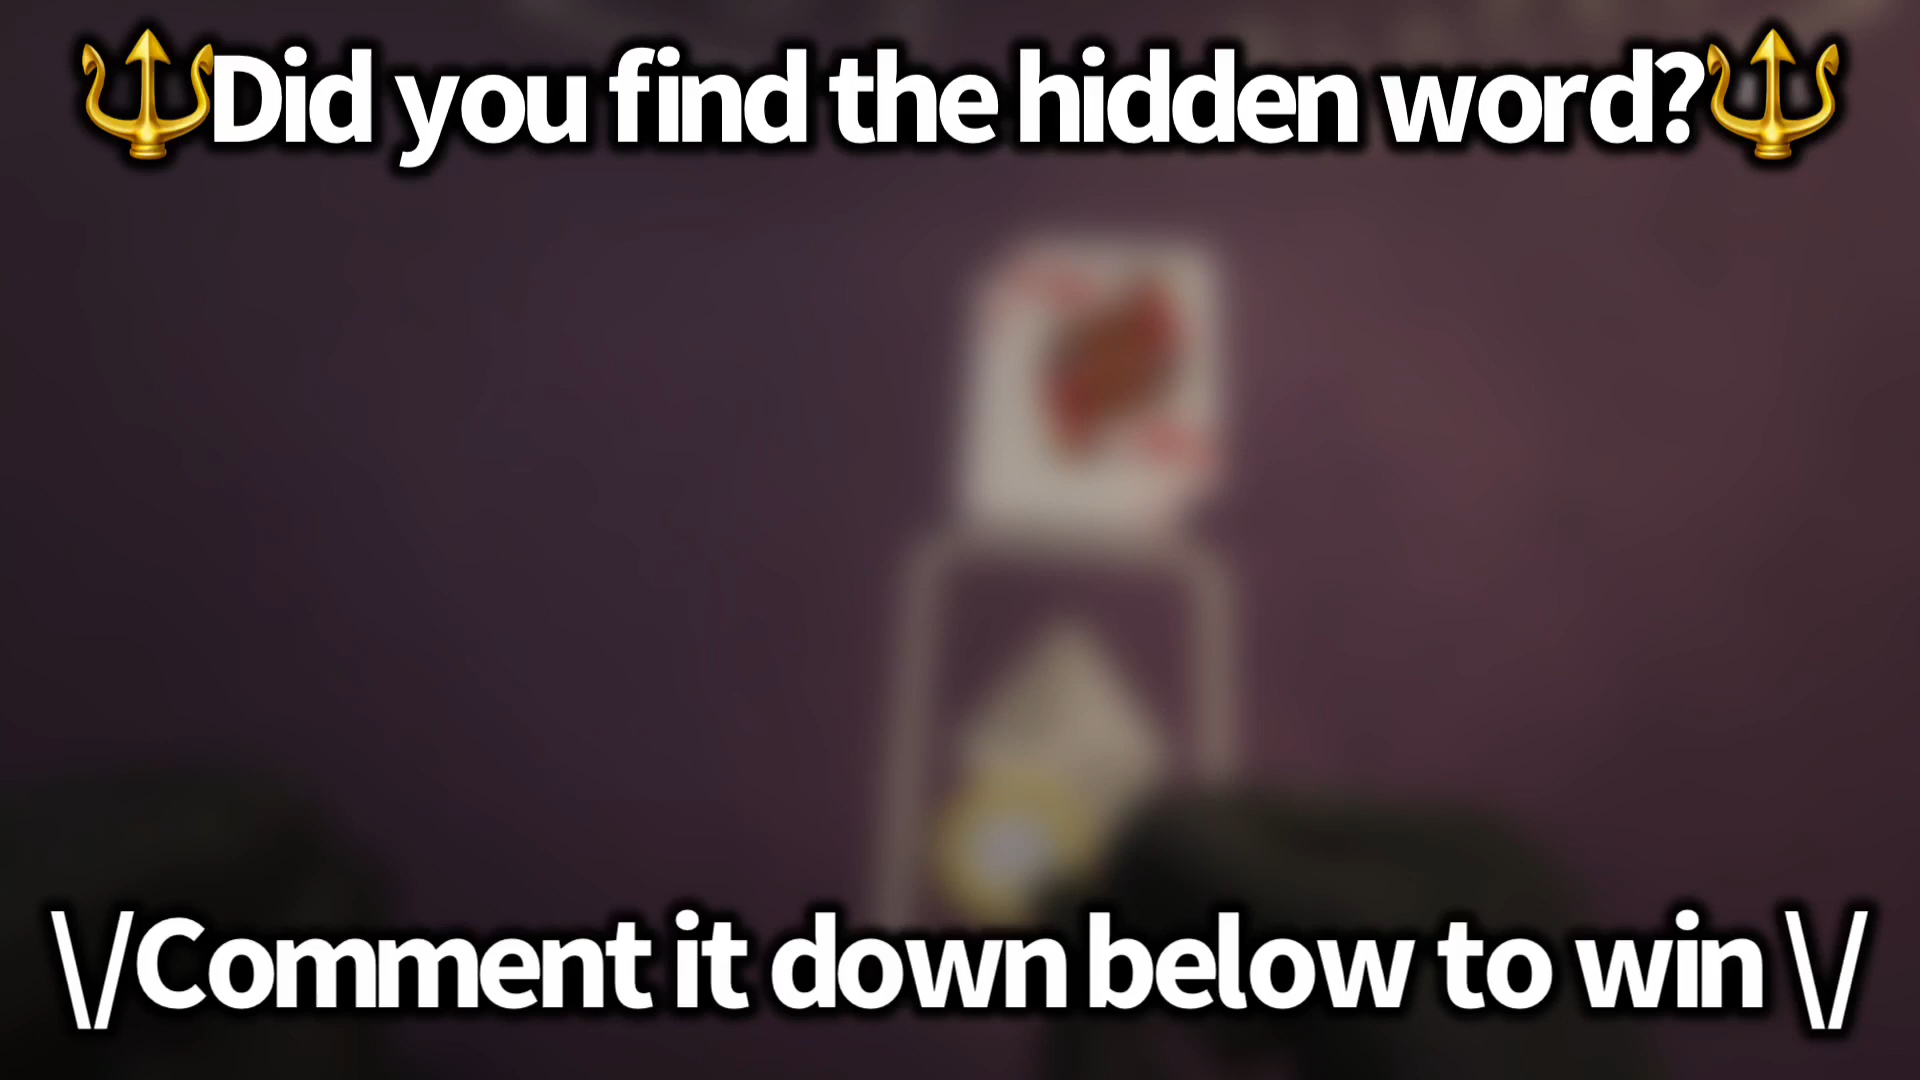 🔱Did you find the hidden word?🔱
\/Comment it down below to win \/